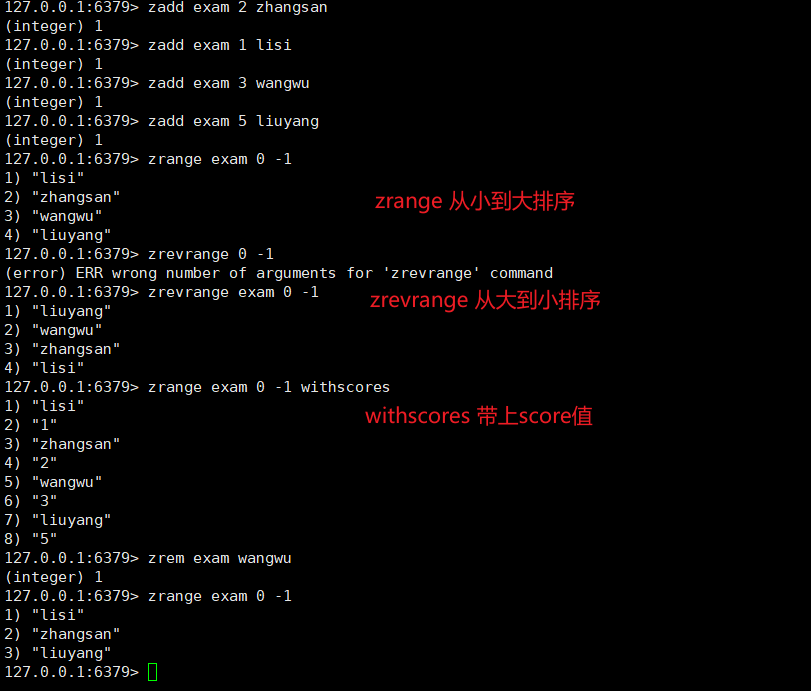 127.0.0.1:6379> zadd exam 2 zhangsan
(integer) 1
127.0.0.1:6379> zadd exam 1 lisi
(integer) 1
127.0.0.1:6379> zadd exam 3 wangwu
(integer) 1
127.0.0.1:6379> zadd exam 5 liuyang
(integer) 1
127.0.0.1:6379> zrange exam 0 -1
1) "lisi"
2) "zhangsan"
zrange 从小到大排序
3) "wangwu"
4) "liuyang"
127.0.0.1:6379> zrevrange 0 -1
(error) ERR wrong number of arguments for 'zrevrange' command
127.0.0.1:6379> zrevrange exam 0 -1
zrevrange 从大到小排序
1) "liuyang"
2) "wangwu"
3) "zhangsan"
4) "lisi"
127.0.0.1:6379> zrange exam 0 -1 withscores
1) "lisi"
withscores 带上score值
2) "1"
3) "zhangsan"
4) "2"
5) "wangwu"
6) "3"
7) "liuyang"
8) "5"
127.0.0.1:6379> zrem exam wangwu
(integer) 1
127.0.0.1:6379> zrange exam 0 -1
1) "lisi"
2) "zhangsan"
3) "liuyang"
127.0.0.1:6379>